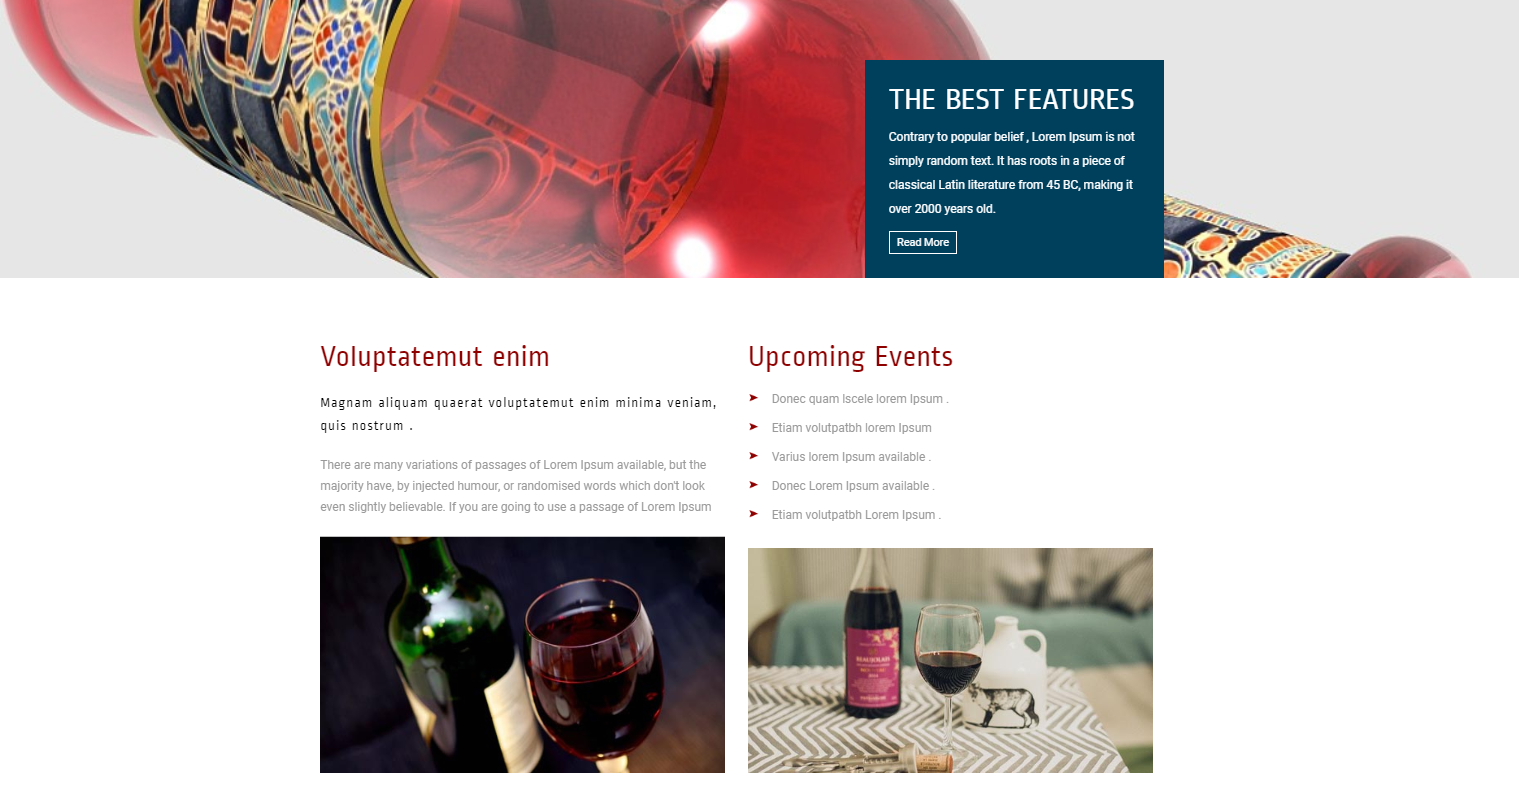 THE BEST FEATURES
Contrary to popular belief , Lorem Ipsum is not
simply random text. It has roots in a piece of
classical Latin literature from 45 BC, making it
over 2000 years old.
Read More
Voluptatemut enim
Magnam aliquam quaerat voluptatemut enim minima veniam,
quis nostrum .
There are many variations of passages of Lorem Ipsum available, but the
majority have, by injected humour, or randomised words which don't look
even slightly believable. If you are going to use a passage of Lorem Ipsum
Upcoming Events
Donec quam Iscele lorem Ipsum .
Etiam volutpatbh lorem Ipsum
Varius lorem Ipsum available .
Donec Lorem Ipsum available .
Etiam volutpatbh Lorem Ipsum .
BEAUJOLAIS